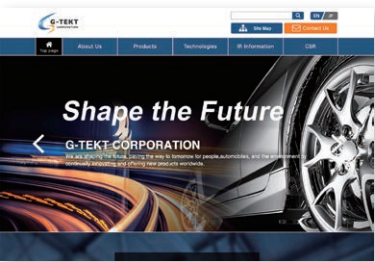 G-TEKT
CORPORATION
EN / JP
Site Map
Contact Us
Top page
About Us
Products
Technologies
IR Information
CSR
Shape the Future
G-TEKT CORPORATION
We are shaping the future, paving the way to tomorrow for people, automobiles, and the environment by
continually innovating and offering new products worldwide.